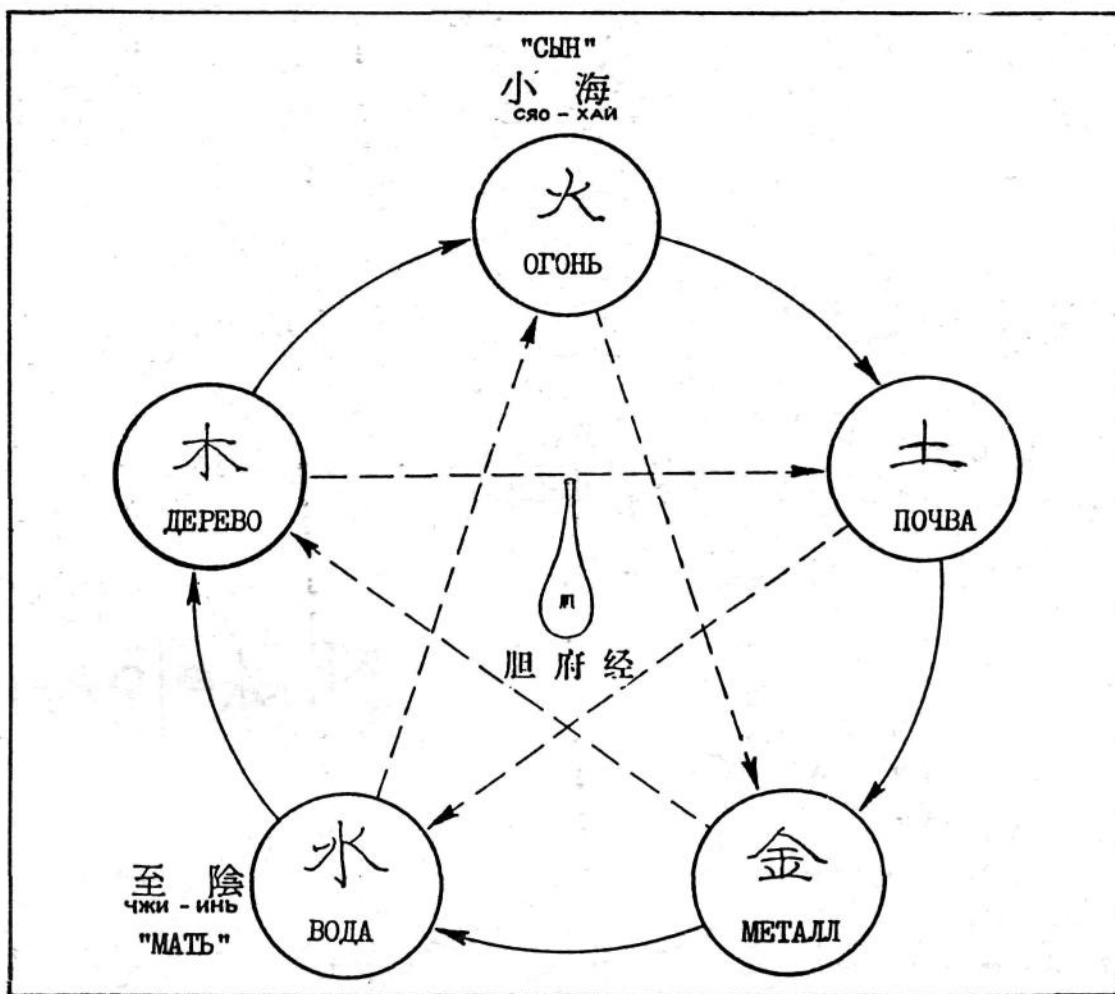 "СЫН"
小 海
СЯО - ХАЙ
火
ОГОНЬ
木
ДЕРЕВО
土
ПОЧВА
胆 府 经
至 陰
ЧЖИ - ИНЬ
"МАТЬ"
水
ВОДА
金
МЕТАЛЛ